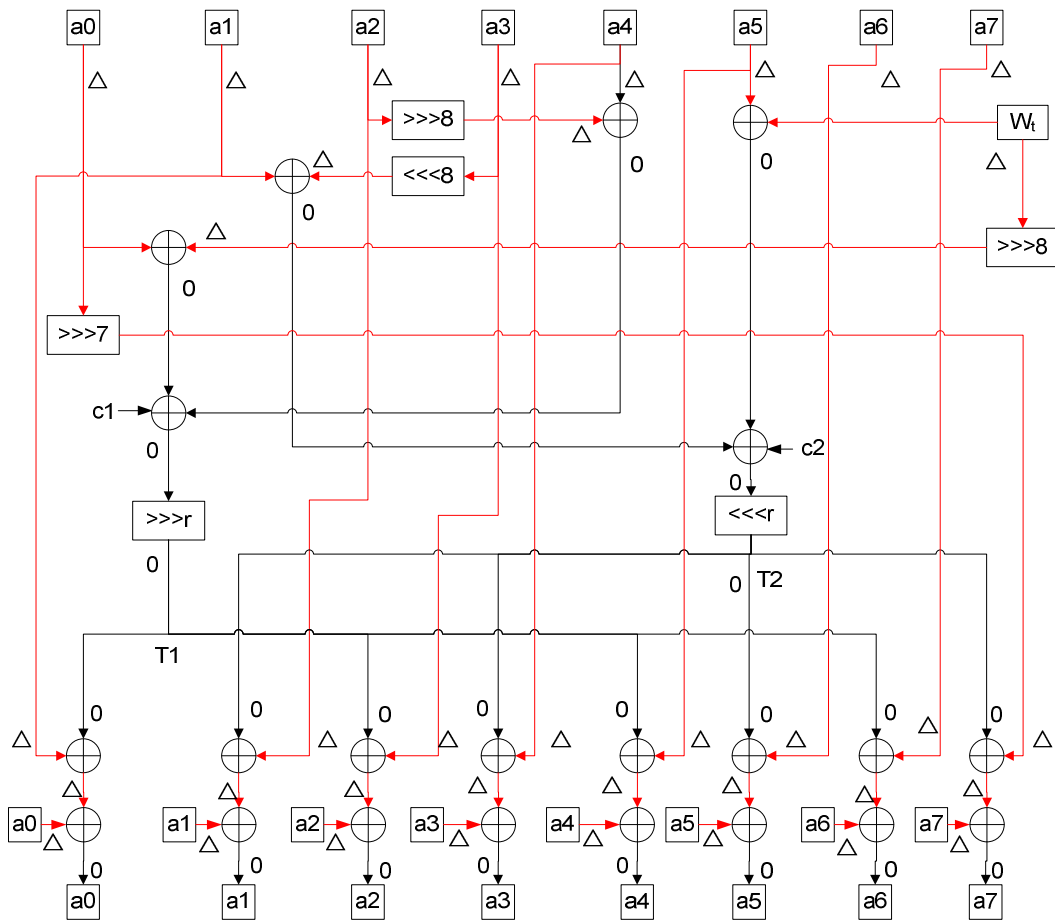 a0 a1 a2 a3 a4 a5 a6 a7
△ △ △ △ △ △ △ △
>>>8 △ Wt
0 0 △
△ <<<8
0
△ >>>8
0
>>>7
c1
0 c2
0
>>>r <<<r
0 0 T2
T1
0 0 0 0 0 0 0 0
△ △ △ △ △ △ △ △
△ △ △ △ △ △ △ △
a0 a1 a2 a3 a4 a5 a6 a7
△ △ △ △ △ △ △ △
0 0 0 0 0 0 0 0
a0 a1 a2 a3 a4 a5 a6 a7